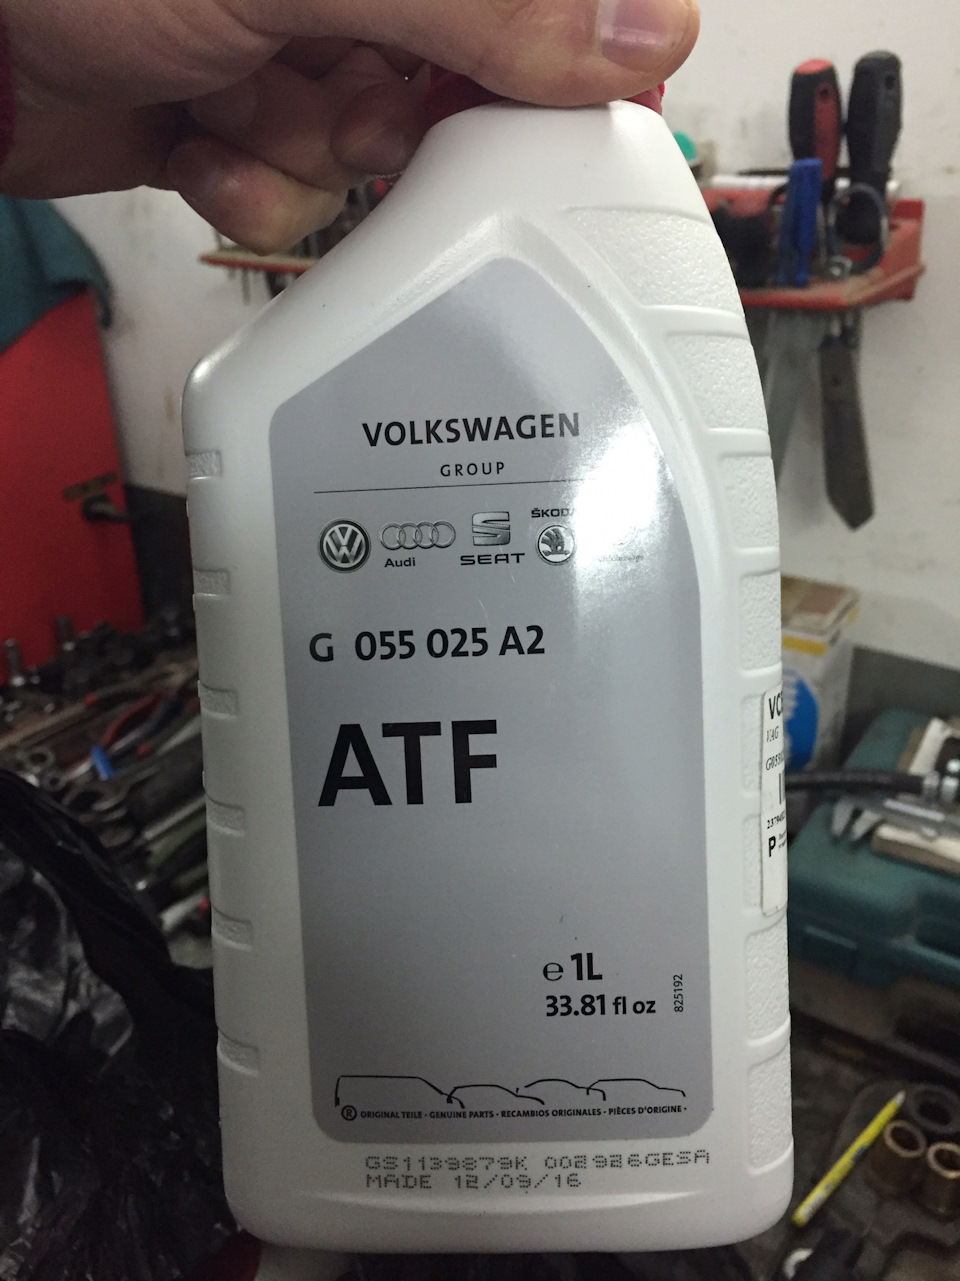 VOLKSWAGEN
GROUP
Audi
SEAT
ŠKODA
G 055 025 A2
ATF
e 1L
33.81 fl oz
825192
® ORIGINAL TEILE · GENUINE PARTS · RECAMBIOS ORIGINALES · PIÈCES D'ORIGINE ·
GS1139879K 002926GESA
MADE 12/09/16
VAG
P